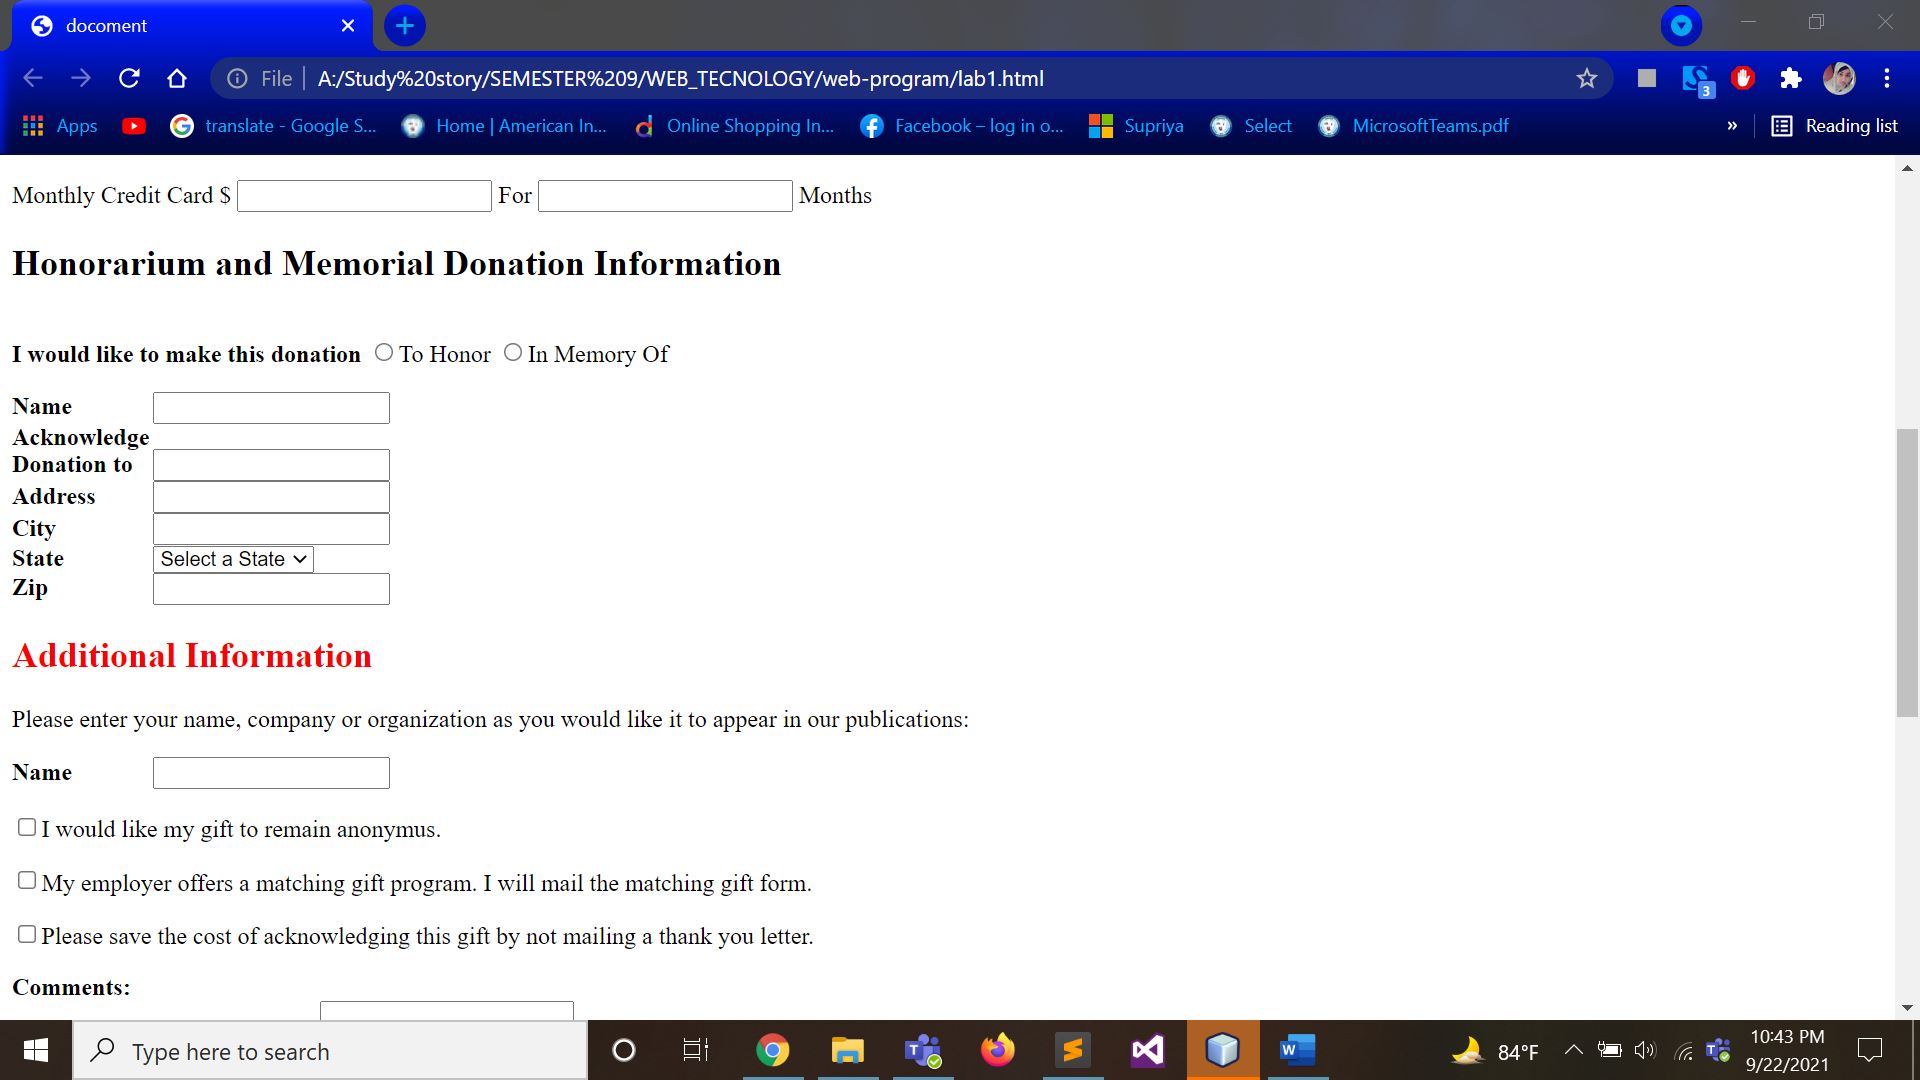 docoment
File A:/Study%20story/SEMESTER%209/WEB_TECNOLOGY/web-program/lab1.html
3
Apps translate - Google S... Home | American In... Online Shopping In... Facebook – log in o... Supriya Select MicrosoftTeams.pdf » Reading list
Monthly Credit Card $ For Months
Honorarium and Memorial Donation Information
I would like to make this donation To Honor In Memory Of
Name
Acknowledge
Donation to
Address
City
State Select a State
Zip
Additional Information
Please enter your name, company or organization as you would like it to appear in our publications:
Name
I would like my gift to remain anonymus.
My employer offers a matching gift program. I will mail the matching gift form.
Please save the cost of acknowledging this gift by not mailing a thank you letter.
Comments:
Type here to search
84°F
10:43 PM
9/22/2021